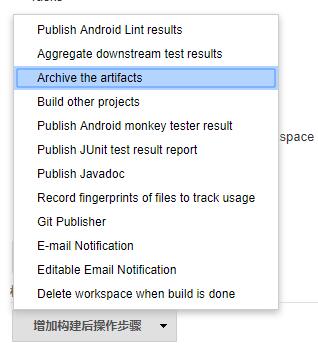 Publish Android Lint results
Aggregate downstream test results
Archive the artifacts
Build other projects
Publish Android monkey tester result
space
Publish JUnit test result report
Publish Javadoc
Record fingerprints of files to track usage
Git Publisher
E-mail Notification
Editable Email Notification
Delete workspace when build is done
增加构建后操作步骤